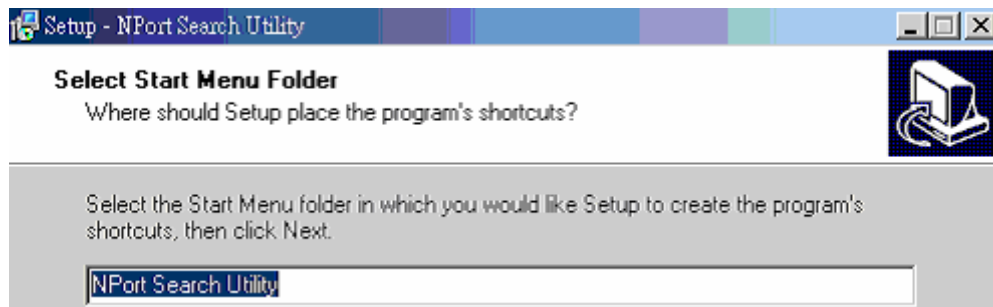 Setup - NPort Search Utility
Select Start Menu Folder
Where should Setup place the program's shortcuts?
Select the Start Menu folder in which you would like Setup to create the program's
shortcuts, then click Next.
NPort Search Utility